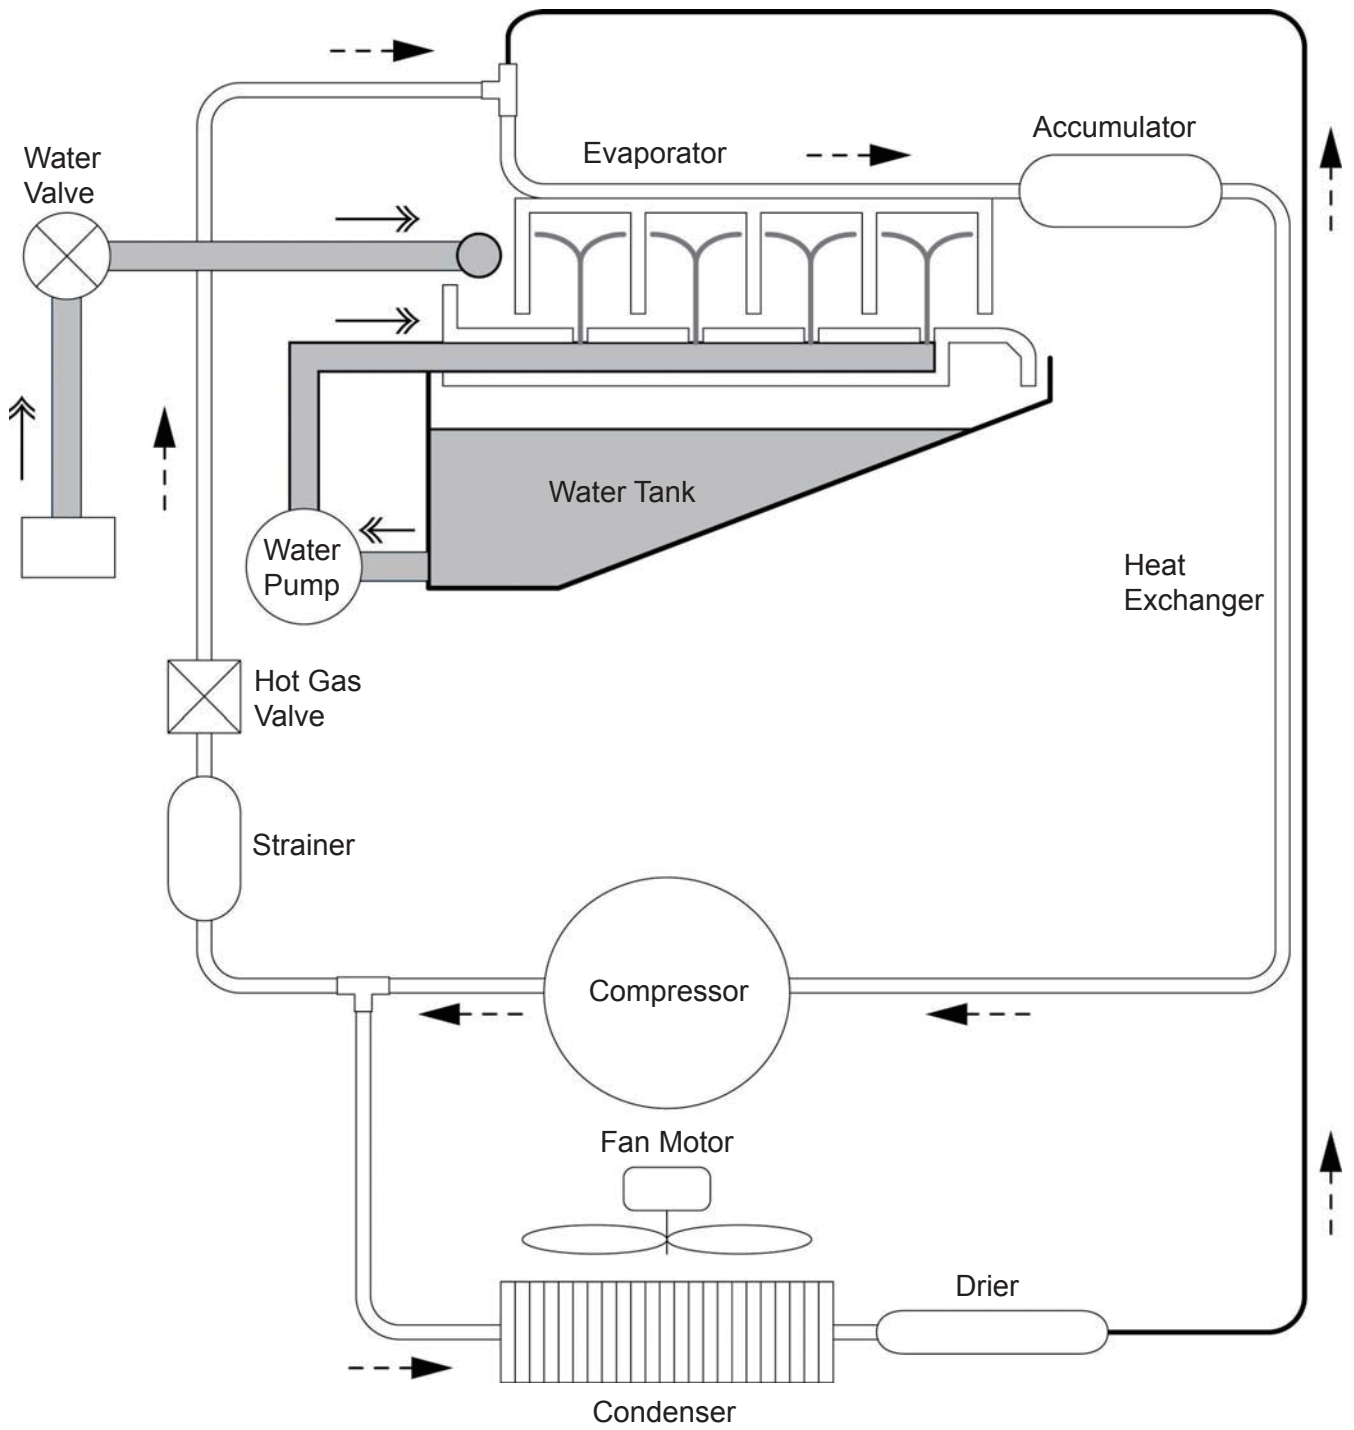 Accumulator
Evaporator
Water
Valve
Water Tank
Water
Pump
Heat
Exchanger
Hot Gas
Valve
Strainer
Compressor
Fan Motor
Drier
Condenser